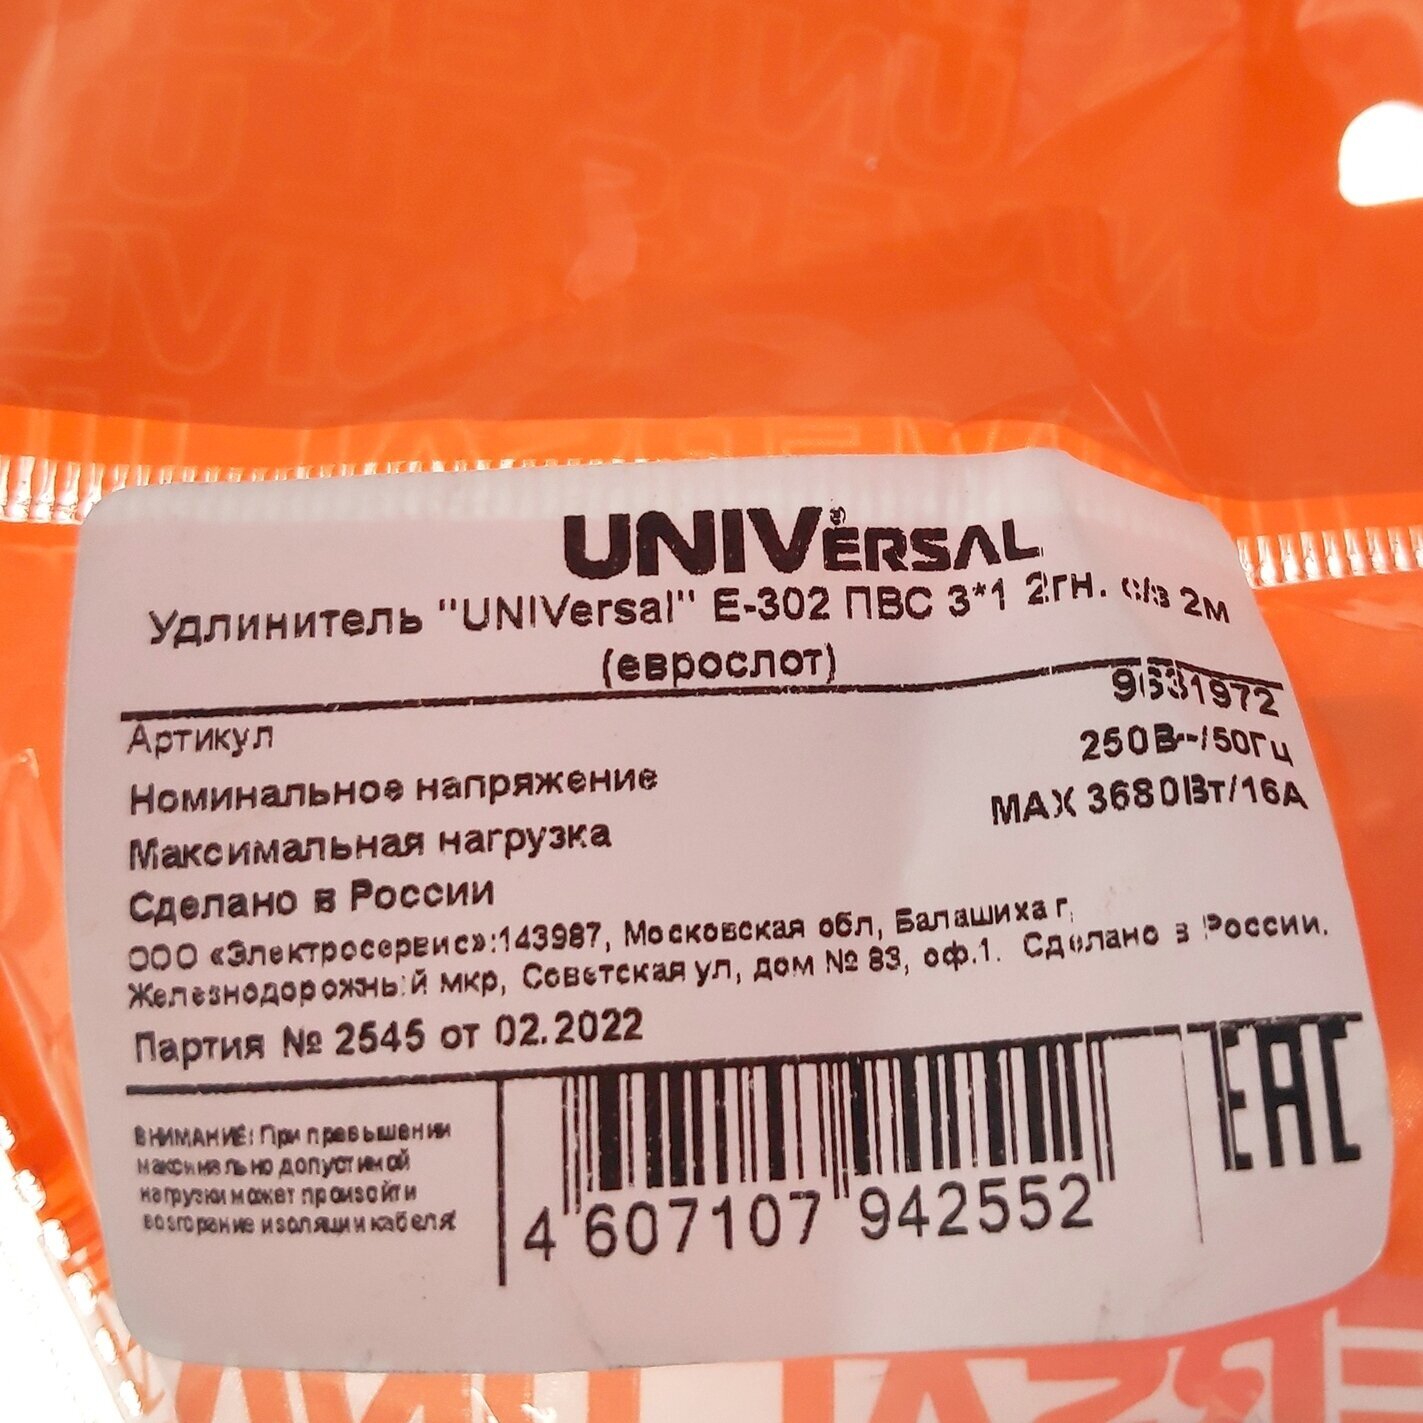 UNIVERSAL®
Удлинитель "UNIVersal" Е-302 ПВС 3*1 2гн. с/з 2м
(еврослот)
Артикул 9631972
Номинальное напряжение 250В~/50Гц
Максимальная нагрузка MAX 3680Вт/16А
Сделано в России
ООО «Электросервис»:143987, Московская обл, Балашиха г,
Железнодорожный мкр, Советская ул, дом № 83, оф.1. Сделано в России.
Партия № 2545 от 02.2022
ВНИМАНИЕ! При превышении
максимально допустимой
нагрузки может произойти
возгорание изоляции кабеля!
4 607107 942552
EAC